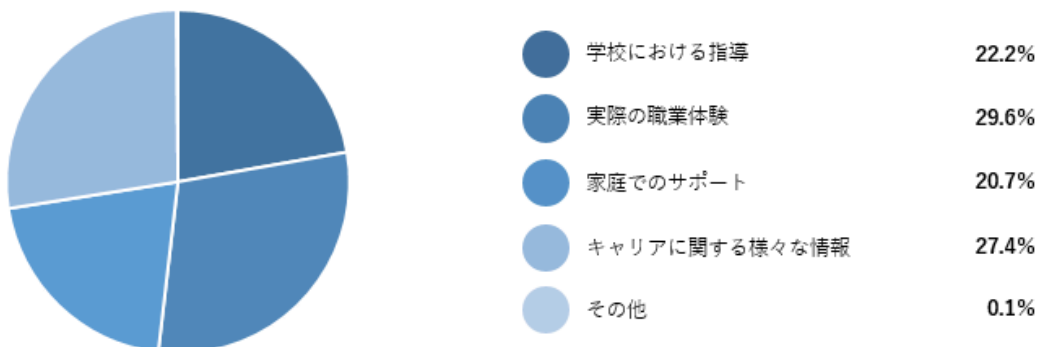 学校における指導 22.2%
実際の職業体験 29.6%
家庭でのサポート 20.7%
キャリアに関する様々な情報 27.4%
その他 0.1%